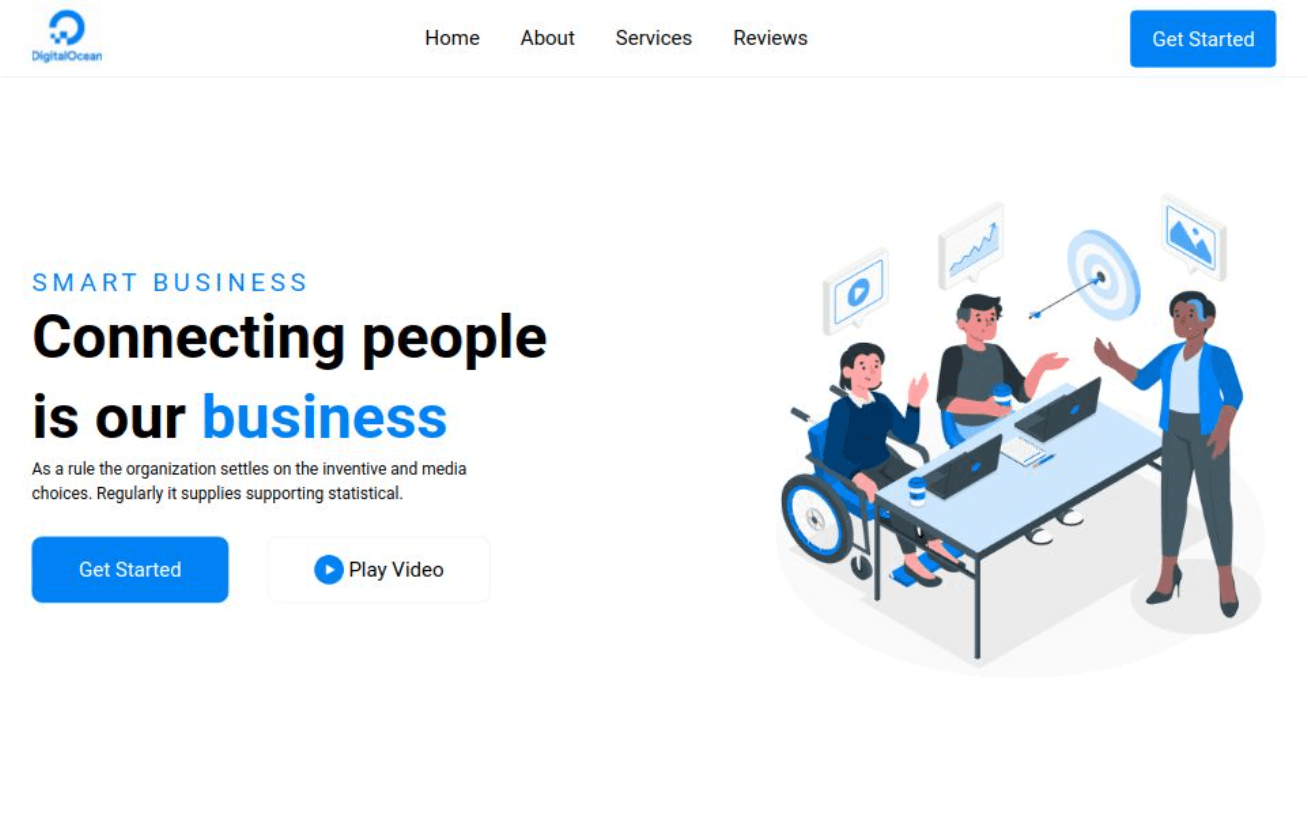 DigitalOcean
Home About Services Reviews
Get Started
SMART BUSINESS
Connecting people
is our business
As a rule the organization settles on the inventive and media
choices. Regularly it supplies supporting statistical.
Get Started
Play Video